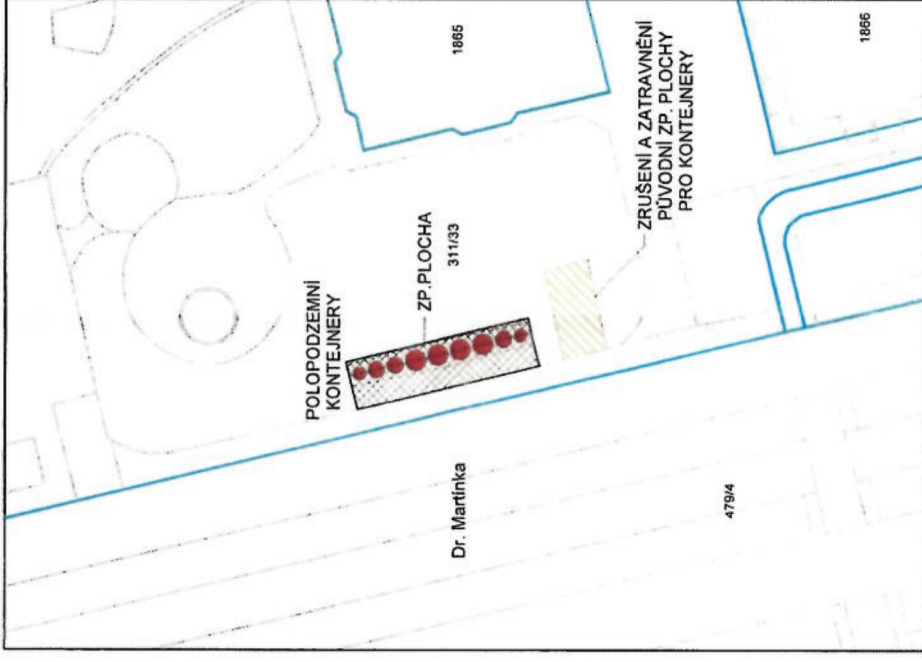 1865
1866
ZRUŠENÍ A ZATRAVNĚNÍ
PŮVODNÍ ZP. PLOCHY
PRO KONTEJNERY
ZP.PLOCHA
311/33
POLOPODZEMNÍ
KONTEJNERY
Dr. Martínka
479/4